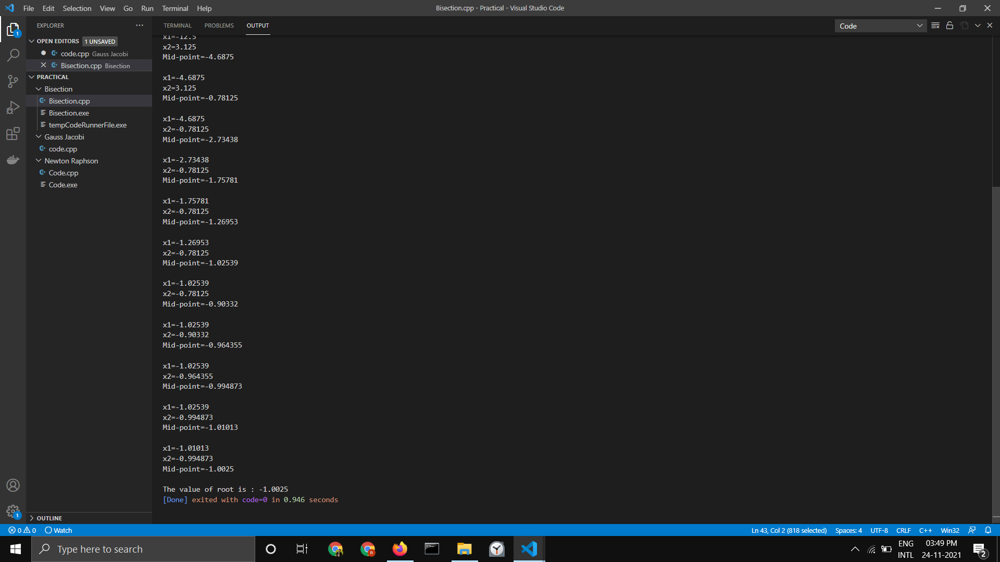 File Edit Selection View Go Run Terminal Help
Bisection.cpp - Practical - Visual Studio Code
EXPLORER
OPEN EDITORS 1 UNSAVED
code.cpp Gauss Jacobi
Bisection.cpp Bisection
PRACTICAL
Bisection
Bisection.cpp
Bisection.exe
tempCodeRunnerFile.exe
Gauss Jacobi
code.cpp
Newton Raphson
Code.cpp
Code.exe
OUTLINE
1
1
TERMINAL PROBLEMS OUTPUT
Code
x1=-12.5
x2=3.125
Mid-point=-4.6875
x1=-4.6875
x2=3.125
Mid-point=-0.78125
x1=-4.6875
x2=-0.78125
Mid-point=-2.73438
x1=-2.73438
x2=-0.78125
Mid-point=-1.75781
x1=-1.75781
x2=-0.78125
Mid-point=-1.26953
x1=-1.26953
x2=-0.78125
Mid-point=-1.02539
x1=-1.02539
x2=-0.78125
Mid-point=-0.90332
x1=-1.02539
x2=-0.90332
Mid-point=-0.964355
x1=-1.02539
x2=-0.964355
Mid-point=-0.994873
x1=-1.02539
x2=-0.994873
Mid-point=-1.01013
x1=-1.01013
x2=-0.994873
Mid-point=-1.0025
The value of root is : -1.0025
[Done] exited with code=0 in 0.946 seconds
0 0 Watch
Ln 43, Col 2 (818 selected) Spaces: 4 UTF-8 CRLF C++ Win32
Type here to search
R
ENG
INTL
03:49 PM
24-11-2021
2